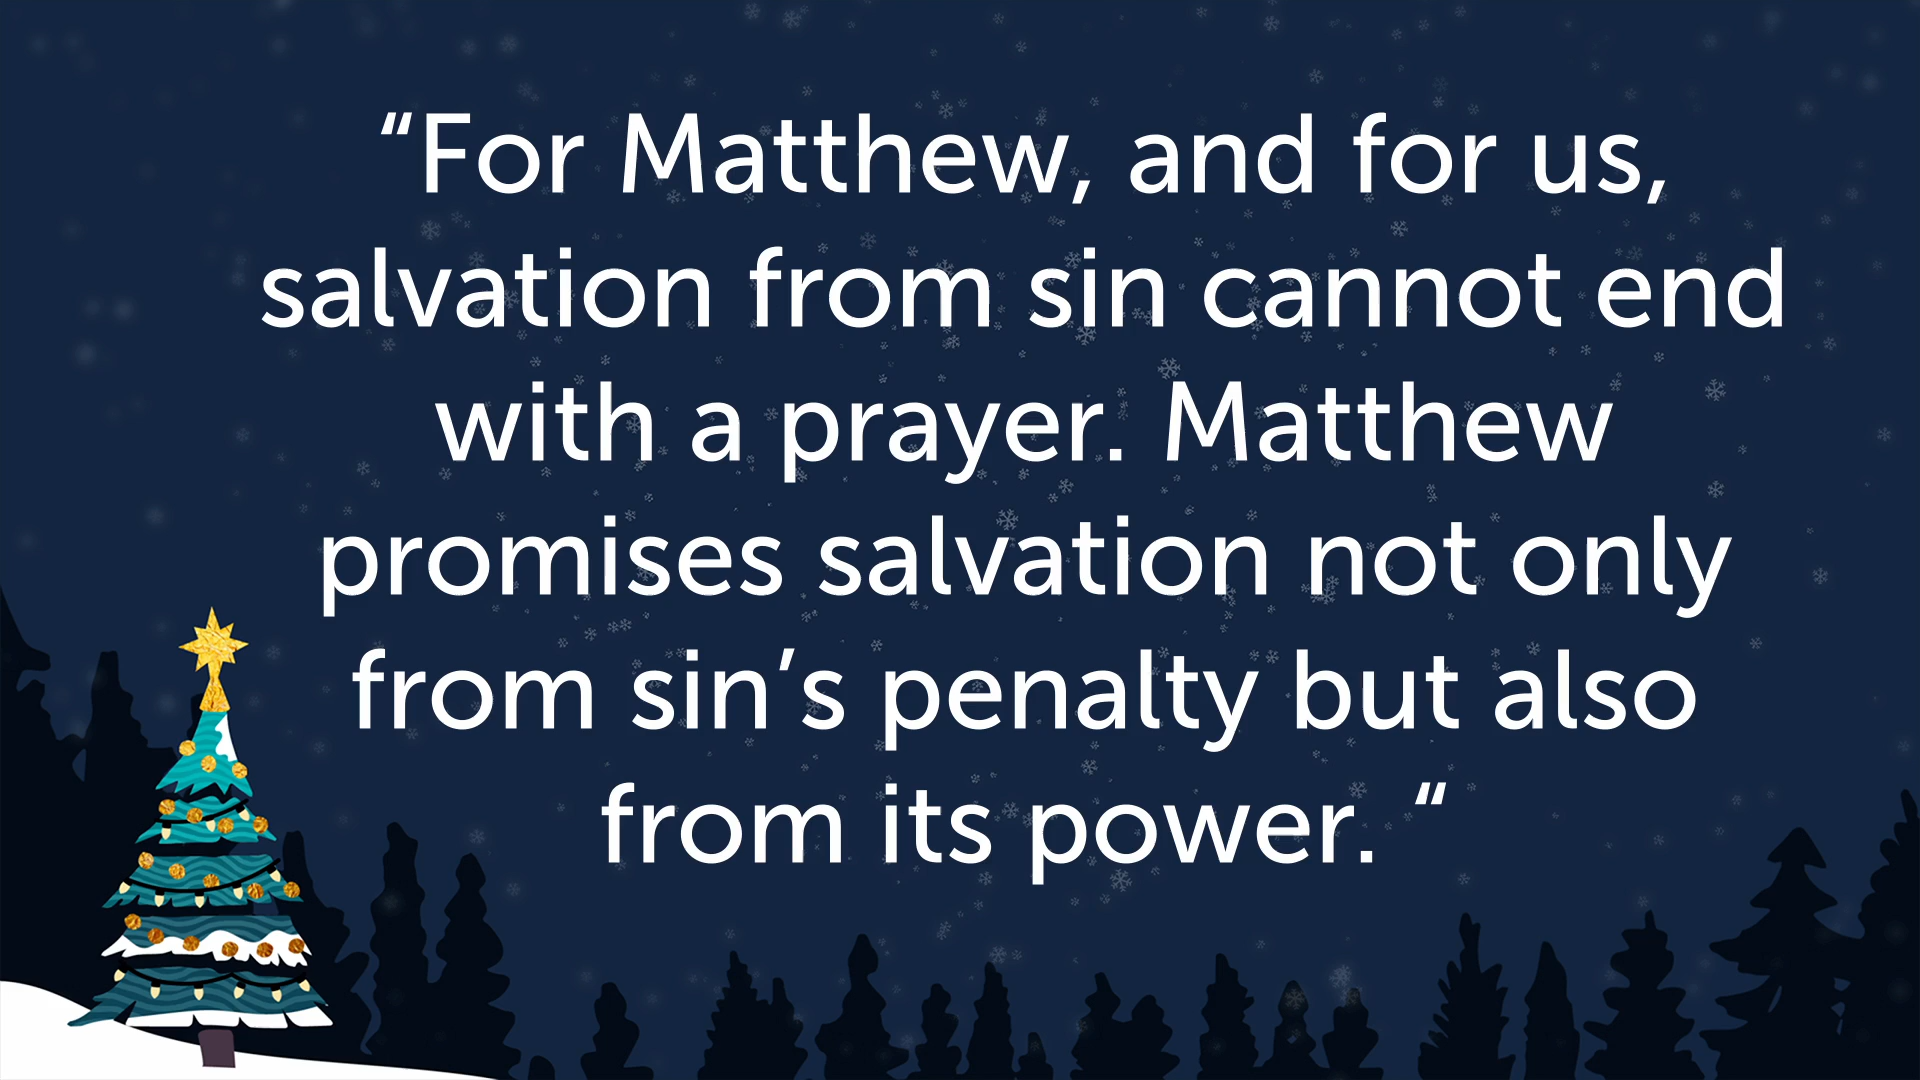 “For Matthew, and for us,
salvation from sin cannot end
with a prayer. Matthew
promises salvation not only
from sin’s penalty but also
from its power. “